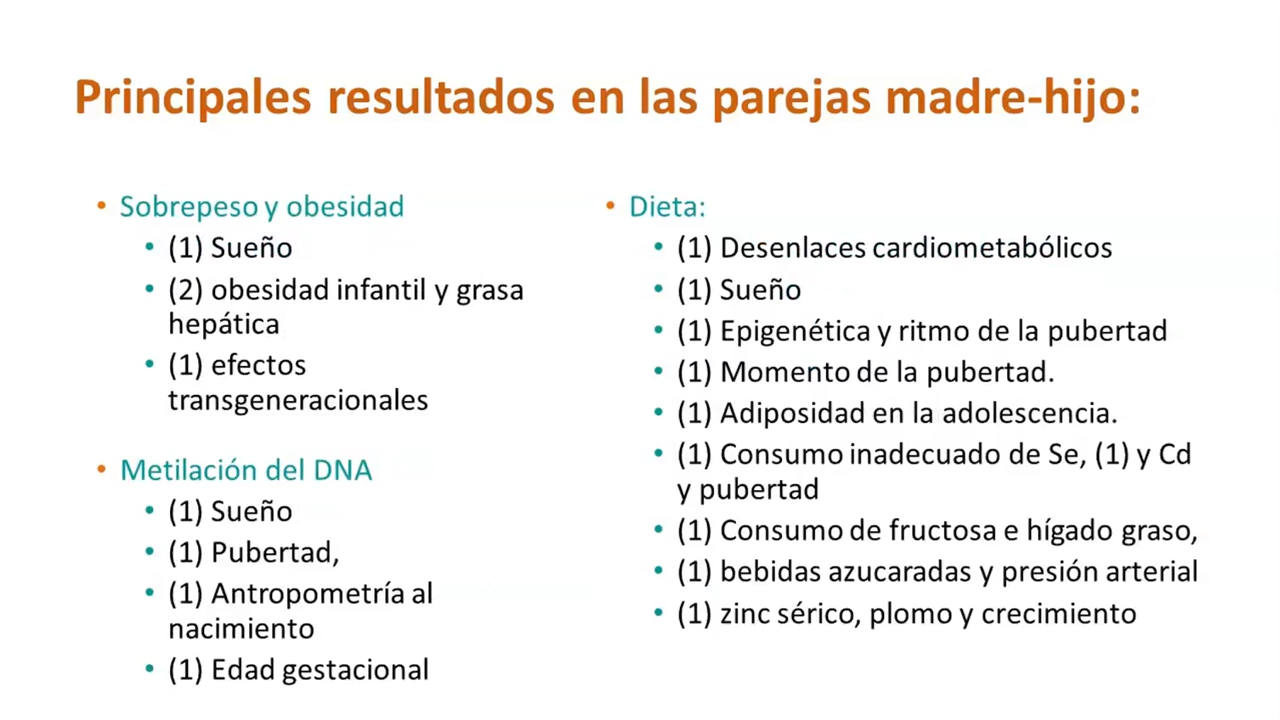 Principales resultados en las parejas madre-hijo:
• Sobrepeso y obesidad
• (1) Sueño
• (2) obesidad infantil y grasa
hepática
• (1) efectos
transgeneracionales
• Metilación del DNA
• (1) Sueño
• (1) Pubertad,
• (1) Antropometría al
nacimiento
• (1) Edad gestacional
• Dieta:
• (1) Desenlaces cardiometabólicos
• (1) Sueño
• (1) Epigenética y ritmo de la pubertad
• (1) Momento de la pubertad.
• (1) Adiposidad en la adolescencia.
• (1) Consumo inadecuado de Se, (1) y Cd
y pubertad
• (1) Consumo de fructosa e hígado graso,
• (1) bebidas azucaradas y presión arterial
• (1) zinc sérico, plomo y crecimiento